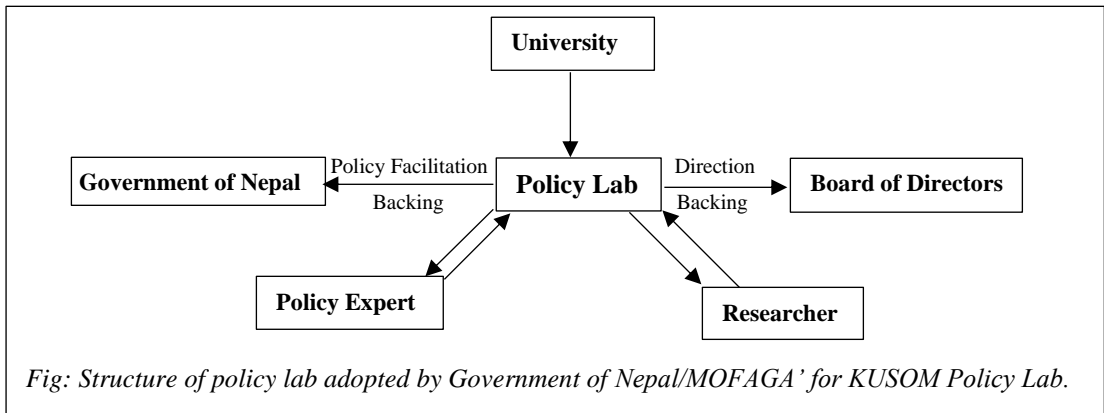 University
Policy Facilitation
Direction
Government of Nepal
Policy Lab
Board of Directors
Backing
Backing
Policy Expert
Researcher
Fig: Structure of policy lab adopted by Government of Nepal/MOFAGA’ for KUSOM Policy Lab.